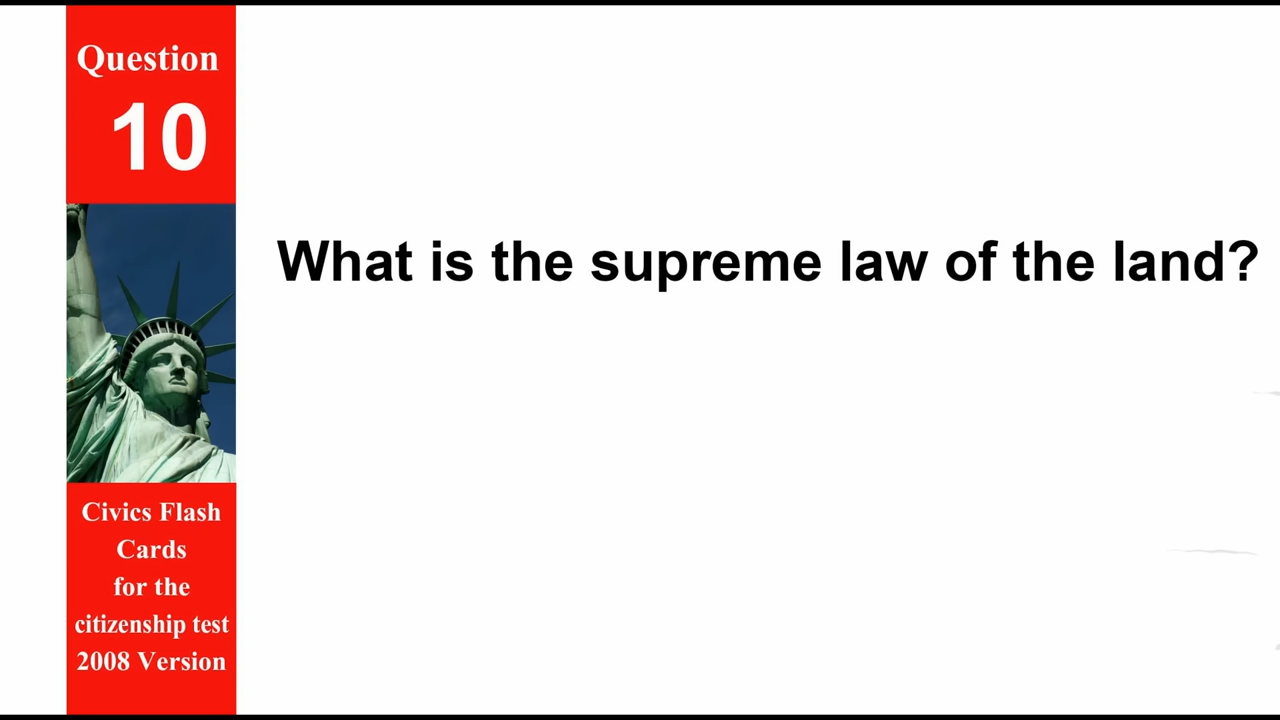 Question
10
What is the supreme law of the land?
Civics Flash
Cards
for the
citizenship test
2008 Version